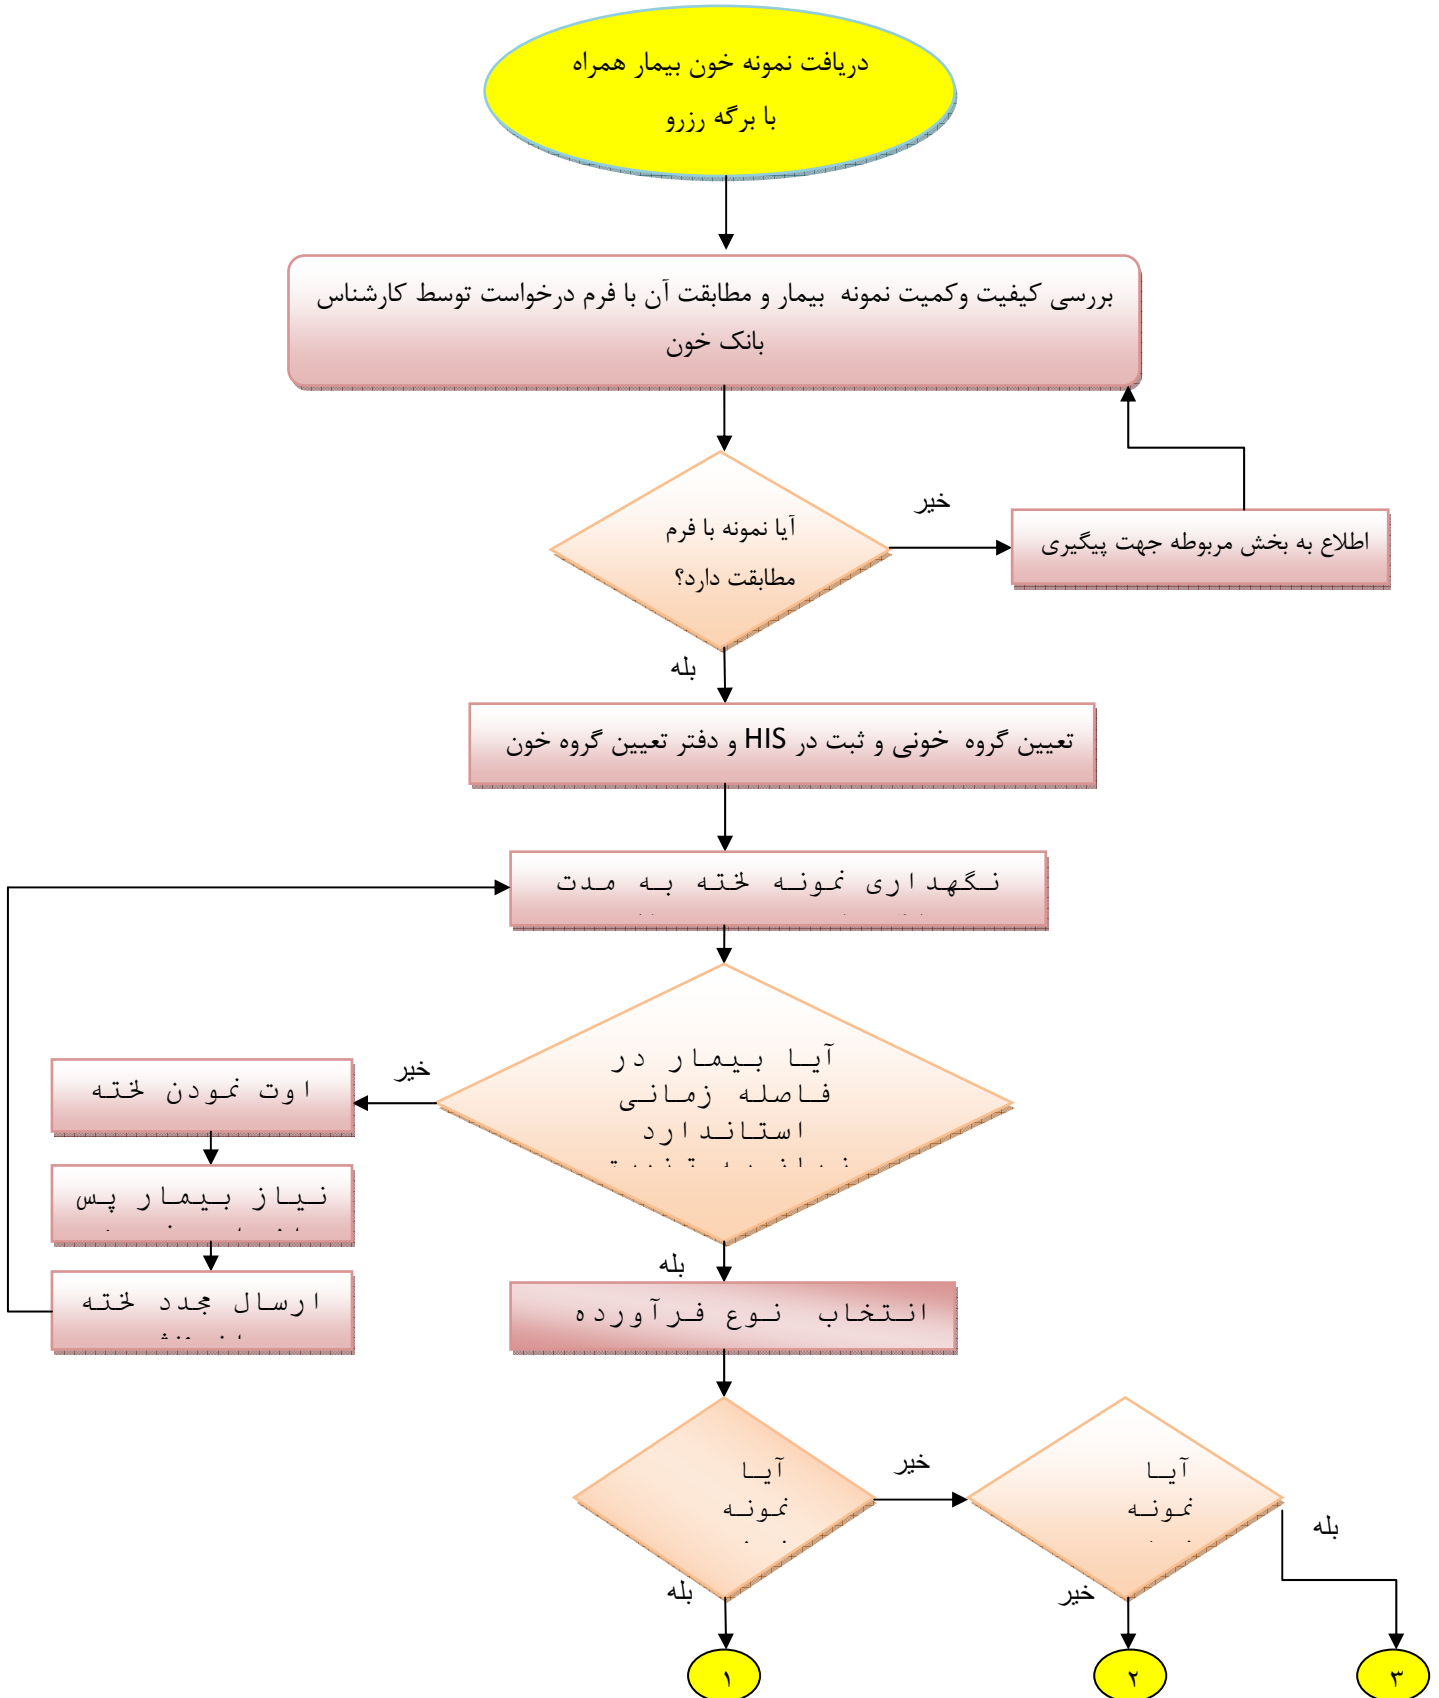 دریافت نمونه خون بیمار همراه
با برگه رزرو
بررسی کیفیت وکمیت نمونه بیمار و مطابقت آن با فرم درخواست توسط کارشناس
بانک خون
آیا نمونه با فرم
مطابقت دارد؟
خیر
اطلاع به بخش مربوطه جهت پیگیری
بله
تعیین گروه خونی و ثبت در HIS و دفتر تعیین گروه خون
نگهداری نمونه لخته به مدت
آیا بیمار در
فاصله زمانی
استاندارد
خیر
اوت نمودن لخته
نیاز بیمار پس
ارسال مجدد لخته
بله
انتخاب نوع فرآورده
آیا
نمونه
خیر
آیا
نمونه
بله
بله
خیر
۱
۲
۳